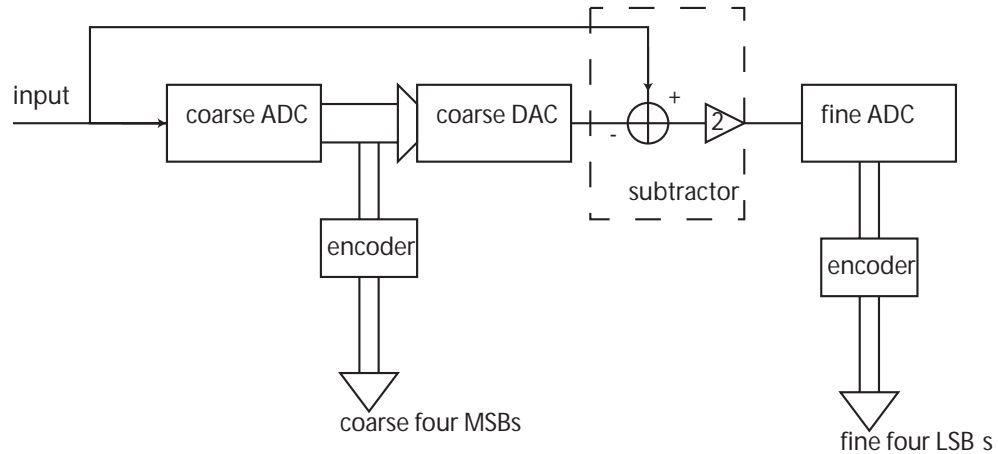 input
coarse ADC
coarse DAC
+
-
2
fine ADC
subtractor
encoder
encoder
coarse four MSBs
fine four LSB s